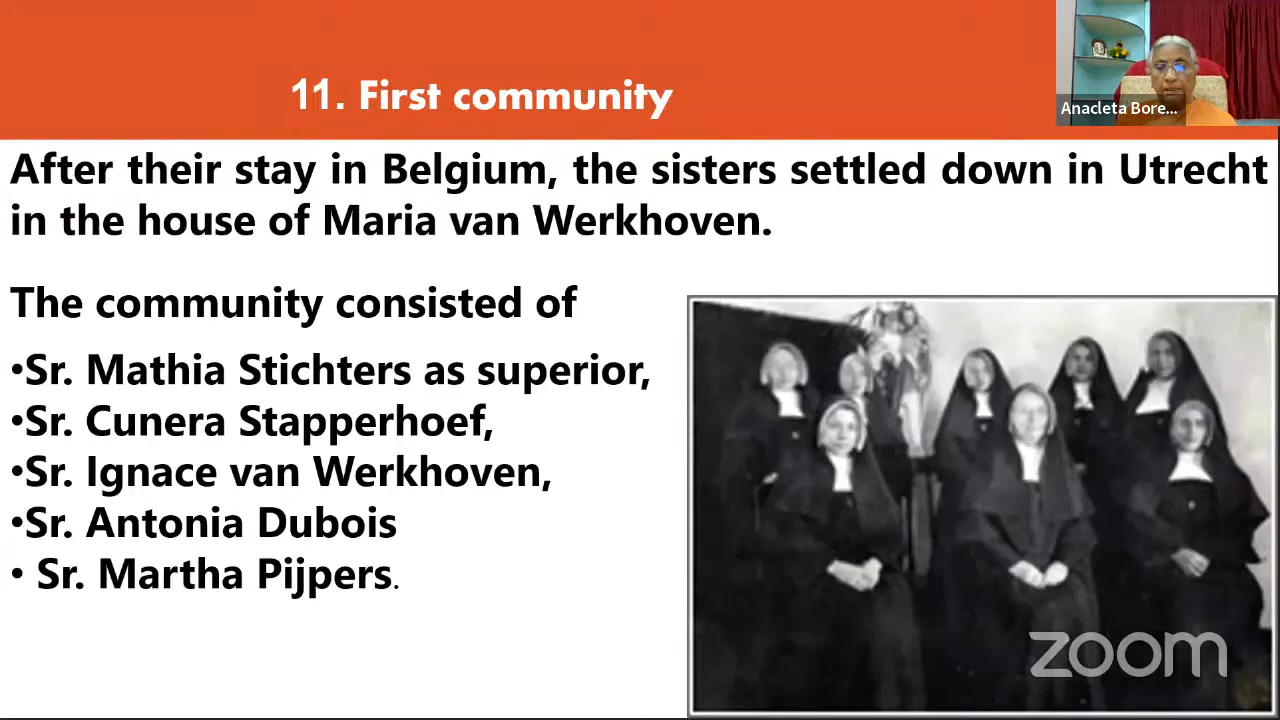 11. First community
Anacleta Bore...
After their stay in Belgium, the sisters settled down in Utrecht
in the house of Maria van Werkhoven.
The community consisted of
•Sr. Mathia Stichters as superior,
•Sr. Cunera Stapperhoef,
•Sr. Ignace van Werkhoven,
•Sr. Antonia Dubois
• Sr. Martha Pijpers.
zoom